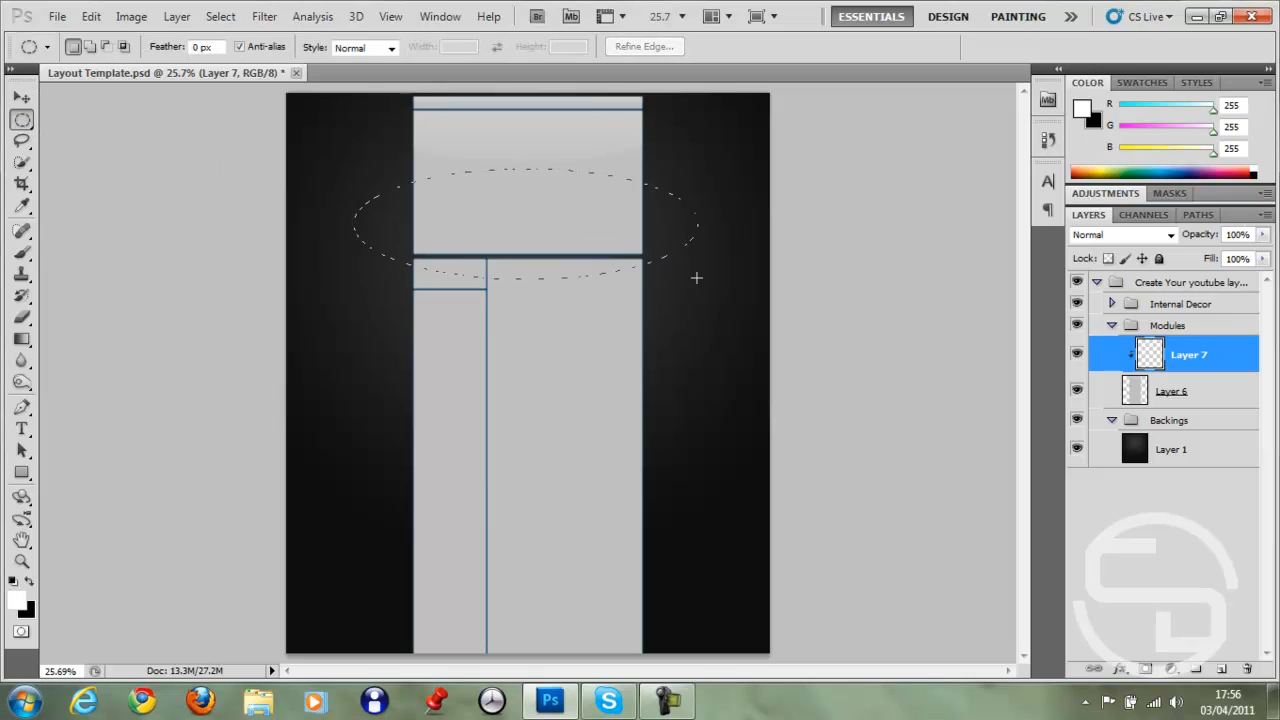 Ps File Edit Image Layer Select Filter Analysis 3D View Window Help Br Mb 25.7 ESSENTIALS DESIGN PAINTING CS Live
Feather: 0 px Anti-alias Style: Normal Width: Height: Refine Edge...
Layout Template.psd @ 25.7% (Layer 7, RGB/8) *
COLOR SWATCHES STYLES
Mb
R 255
G 255
B 255
A
ADJUSTMENTS MASKS
LAYERS CHANNELS PATHS
Normal Opacity: 100%
Lock: Fill: 100%
Create Your youtube lay...
Internal Decor
Modules
Layer 7
Layer 6
Backings
Layer 1
T
25.69% Doc: 13.3M/27.2M
fx
Ps
17:56
03/04/2011